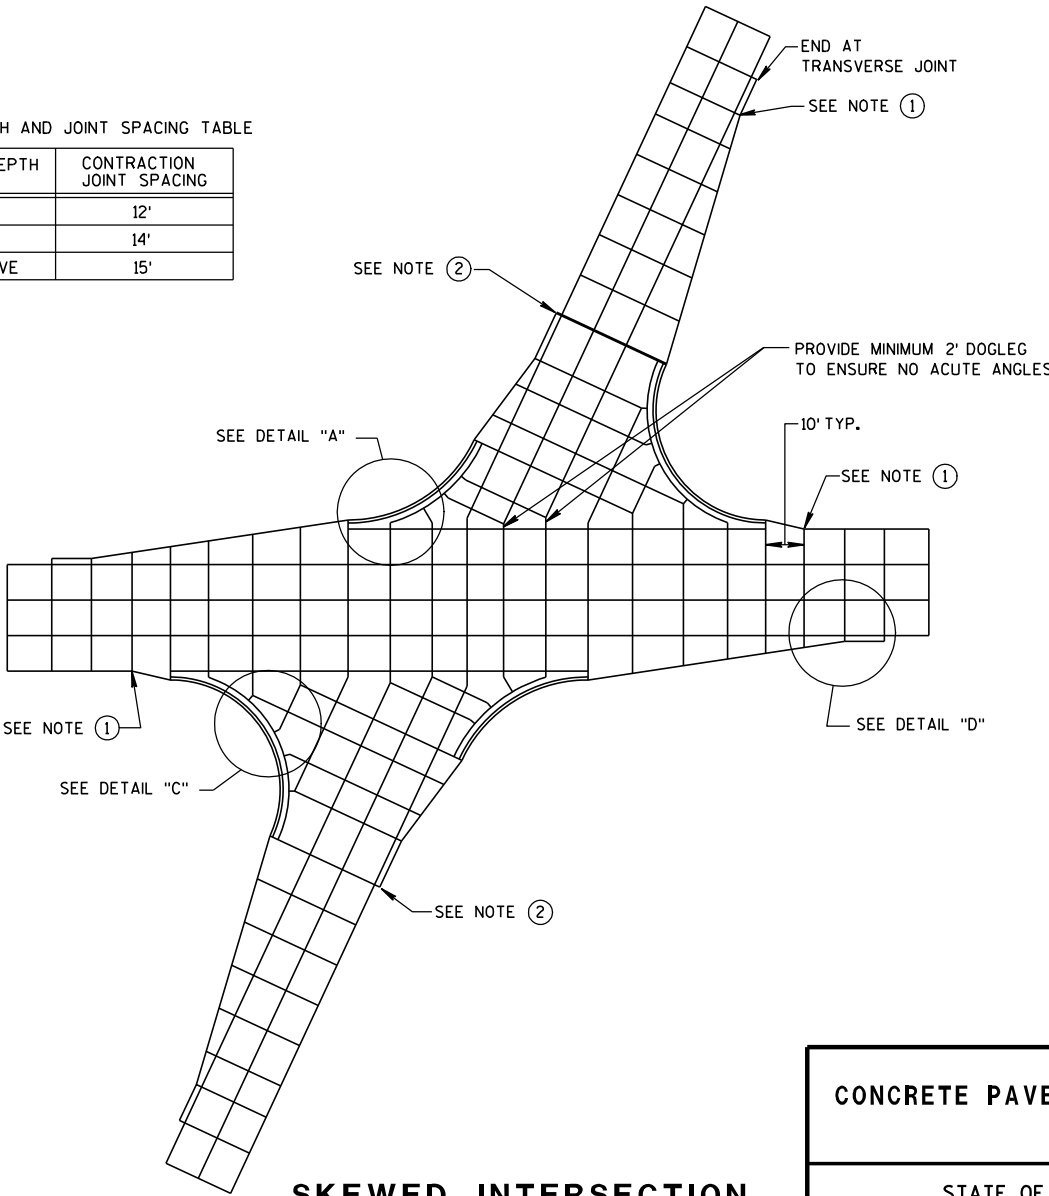 END AT
TRANSVERSE JOINT
SEE NOTE 1
H AND JOINT SPACING TABLE
EPTH
CONTRACTION
JOINT SPACING
12'
14'
VE
15'
SEE NOTE 2
PROVIDE MINIMUM 2' DOGLEG
TO ENSURE NO ACUTE ANGLES
10' TYP.
SEE DETAIL "A"
SEE NOTE 1
SEE NOTE 1
SEE DETAIL "D"
SEE DETAIL "C"
SEE NOTE 2
CONCRETE PAVE
SKEWED INTERSECTION
STATE OF